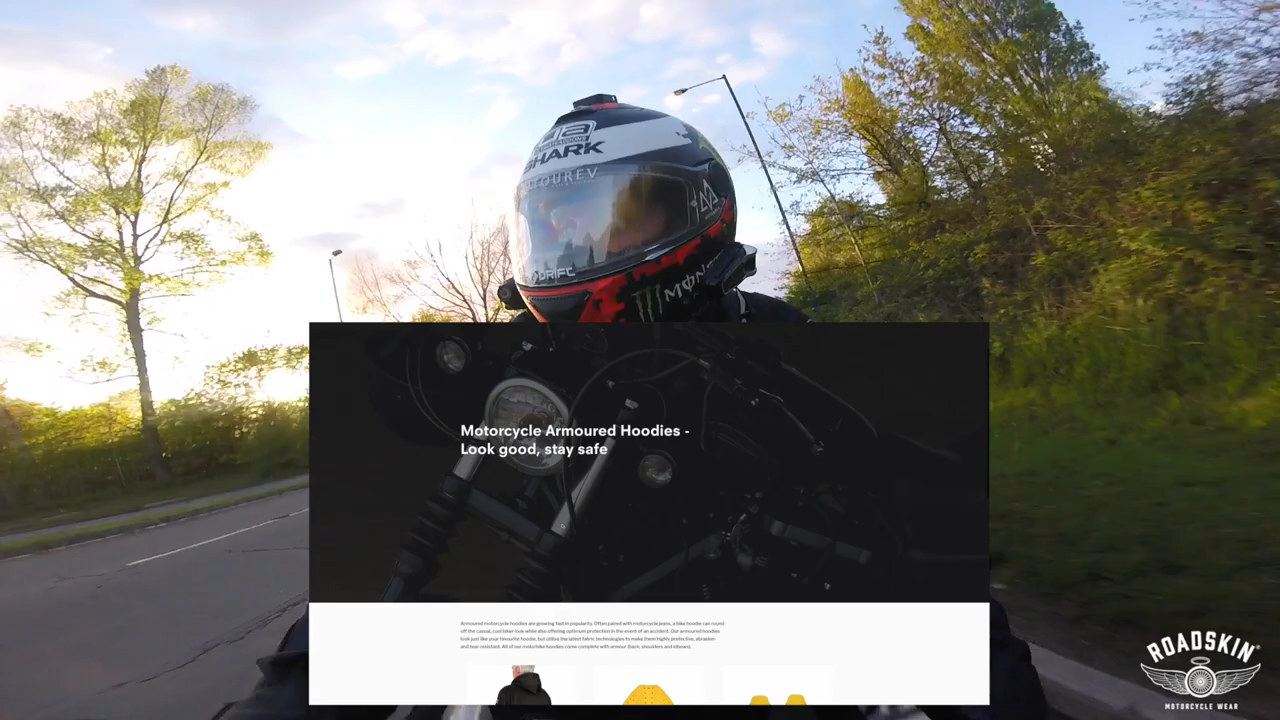 SHARK
MOTOUREV
DRIFT
Motorcycle Armoured Hoodies -
Look good, stay safe
Armoured motorcycle hoodies are growing fast in popularity. Often paired with motorcycle jeans, a bike hoodie can round
off the casual, cool biker look while also offering optimum protection in the event of an accident. Our armoured hoodies
look just like your favourite hoodie, but utilise the latest fabric technologies to make them highly protective, abrasion-
and tear-resistant. All of our motorbike hoodies come complete with armour (back, shoulders and elbows).
ROADSKIN®
MOTORCYCLE WEAR